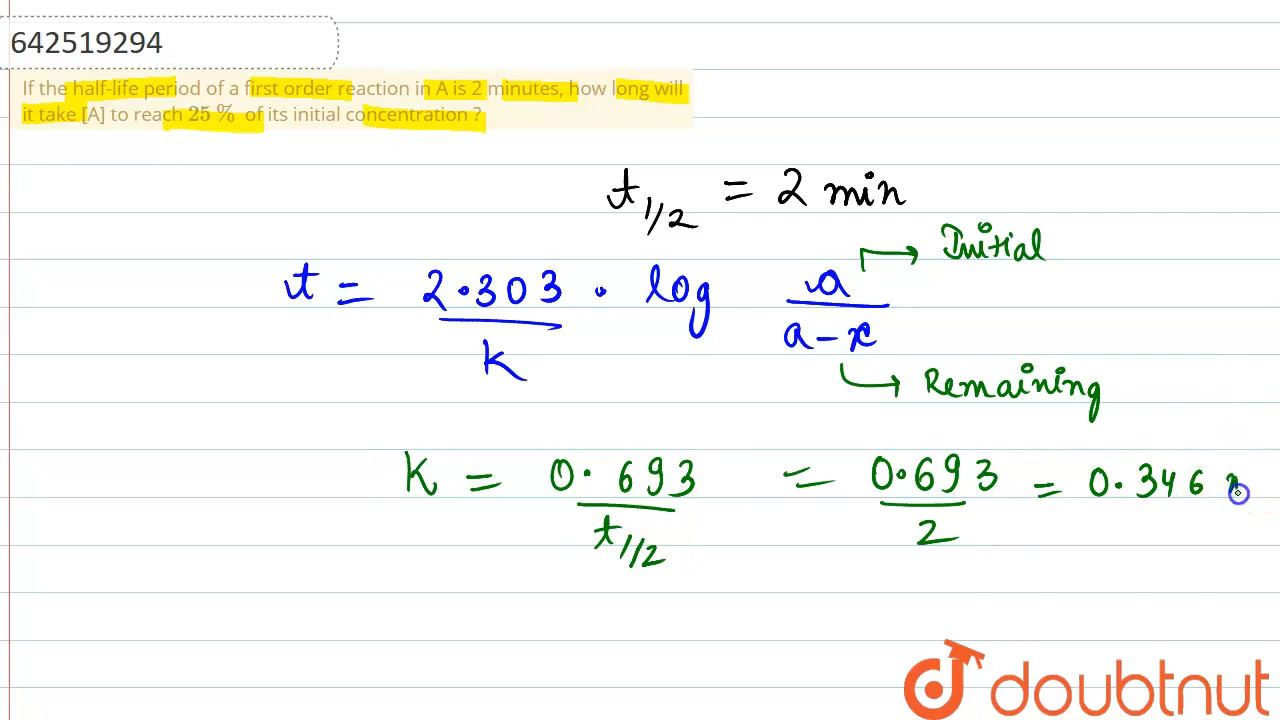 642519294
If the half-life period of a first order reaction in A is 2 minutes, how long will
it take [A] to reach 25 % of its initial concentration ?
t1/2 = 2 min
Initial
t = 2.303/k . log a/a-x
Remaining
K = 0.693/t1/2 = 0.693/2 = 0.346
doubtnut